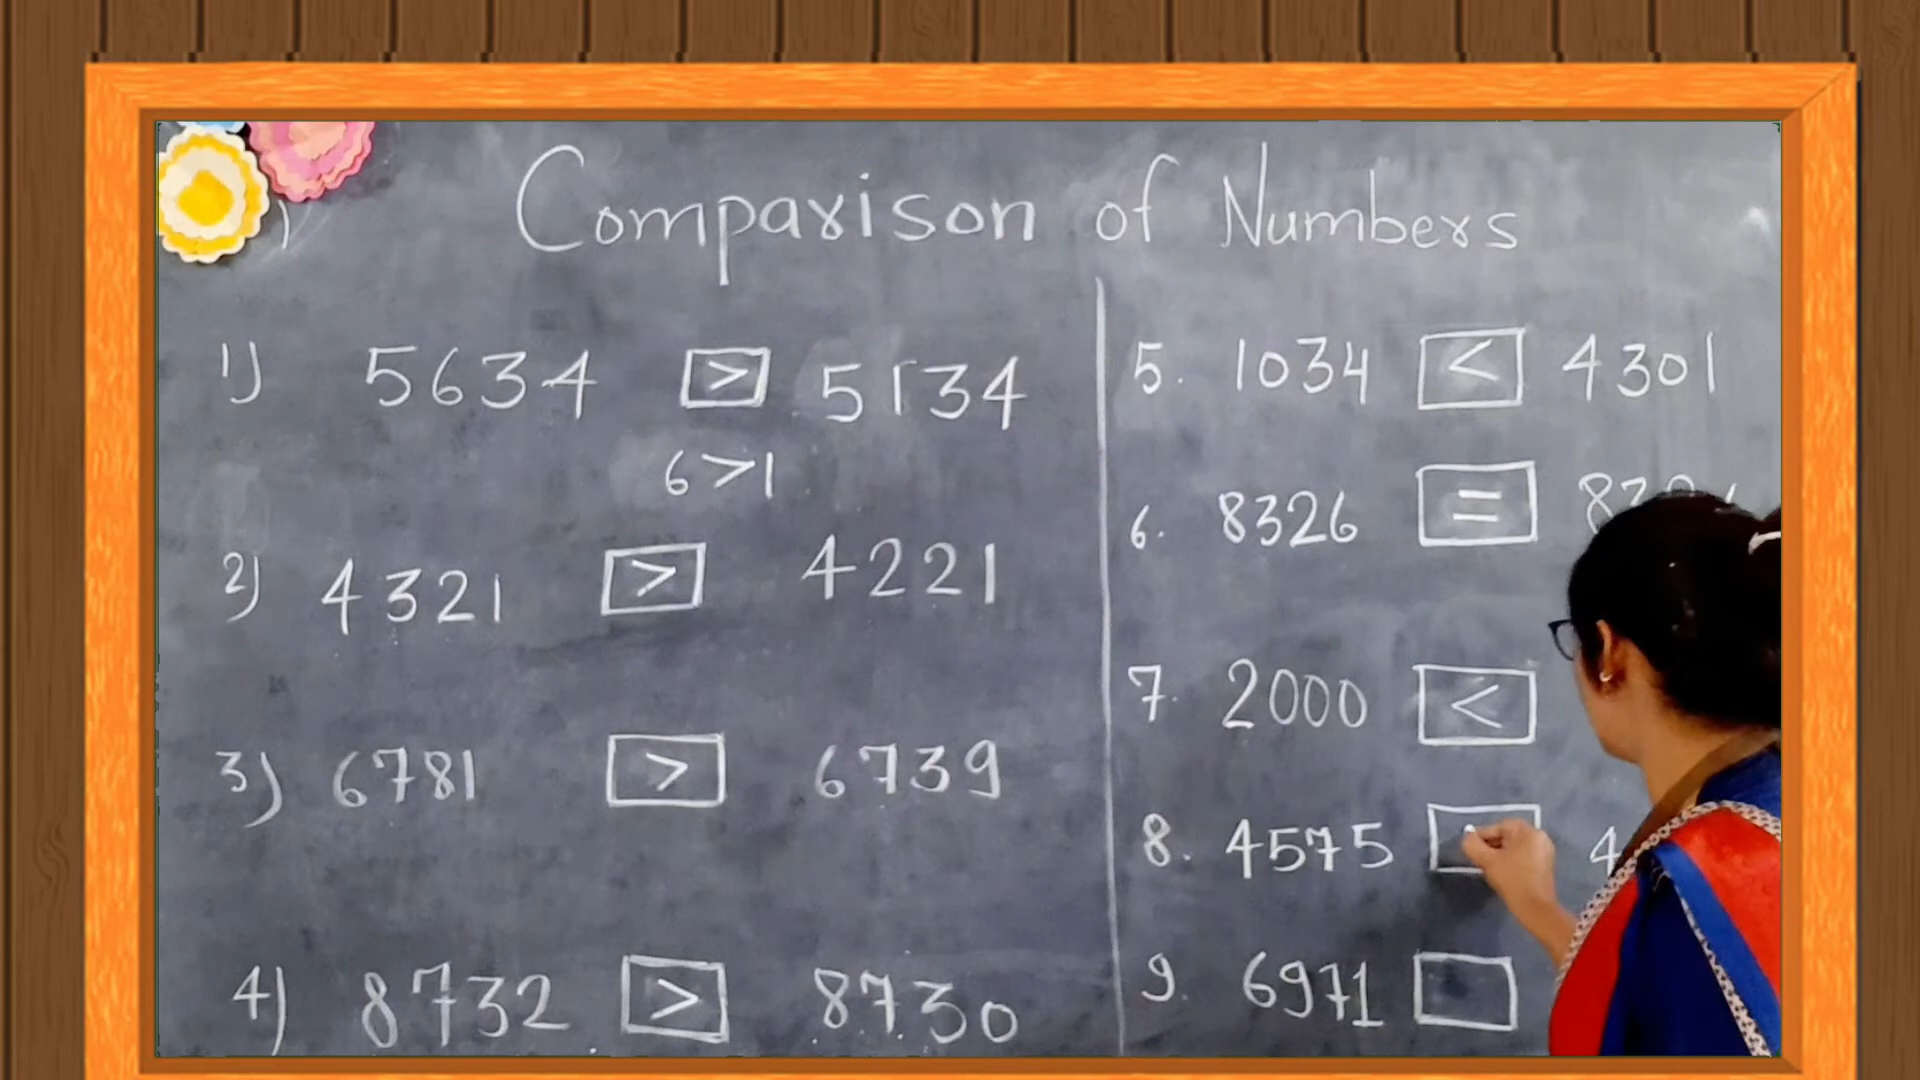 Comparison of Numbers
1) 5634 > 5134
6>1
2) 4321 > 4221
3) 6781 > 6739
4) 8732 > 8730
5. 1034 < 4301
6. 8326 =
7. 2000 <
8. 4575
9. 6971